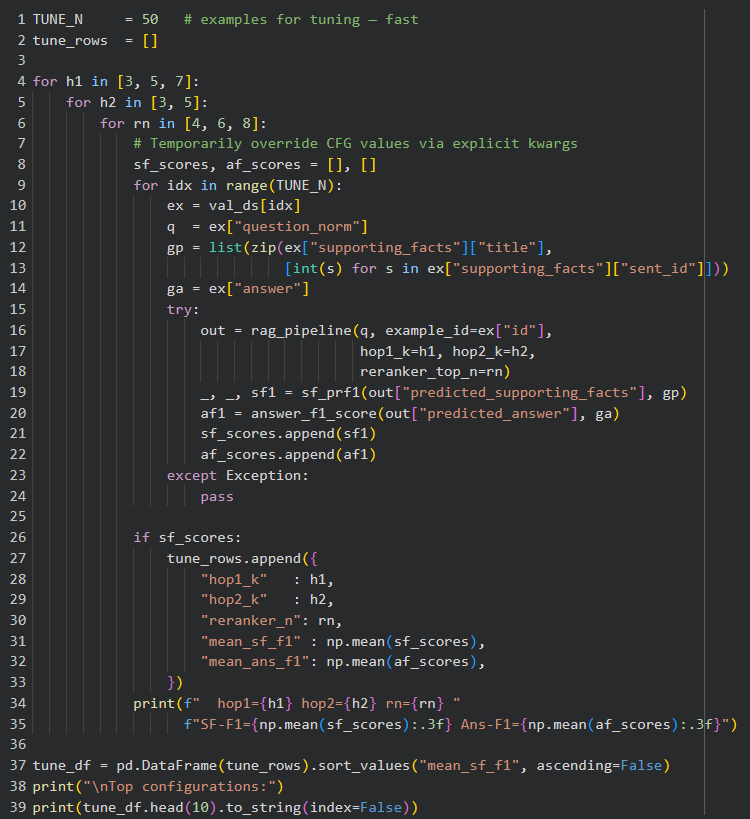 1 TUNE_N     = 50   # examples for tuning — fast
2 tune_rows  = []
3
4 for h1 in [3, 5, 7]:
5     for h2 in [3, 5]:
6         for rn in [4, 6, 8]:
7             # Temporarily override CFG values via explicit kwargs
8             sf_scores, af_scores = [], []
9             for idx in range(TUNE_N):
10                 ex = val_ds[idx]
11                 q  = ex["question_norm"]
12                 gp = list(zip(ex["supporting_facts"]["title"],
13                               [int(s) for s in ex["supporting_facts"]["sent_id"]]))
14                 ga = ex["answer"]
15                 try:
16                     out = rag_pipeline(q, example_id=ex["id"],
17                                        hop1_k=h1, hop2_k=h2,
18                                        reranker_top_n=rn)
19                     _, _, sf1 = sf_prf1(out["predicted_supporting_facts"], gp)
20                     af1 = answer_f1_score(out["predicted_answer"], ga)
21                     sf_scores.append(sf1)
22                     af_scores.append(af1)
23                 except Exception:
24                     pass
25
26             if sf_scores:
27                 tune_rows.append({
28                     "hop1_k"   : h1,
29                     "hop2_k"   : h2,
30                     "reranker_n": rn,
31                     "mean_sf_f1" : np.mean(sf_scores),
32                     "mean_ans_f1": np.mean(af_scores),
33                 })
34             print(f"  hop1={h1} hop2={h2} rn={rn} "
35                   f"SF-F1={np.mean(sf_scores):.3f} Ans-F1={np.mean(af_scores):.3f}")
36
37 tune_df = pd.DataFrame(tune_rows).sort_values("mean_sf_f1", ascending=False)
38 print("\nTop configurations:")
39 print(tune_df.head(10).to_string(index=False))